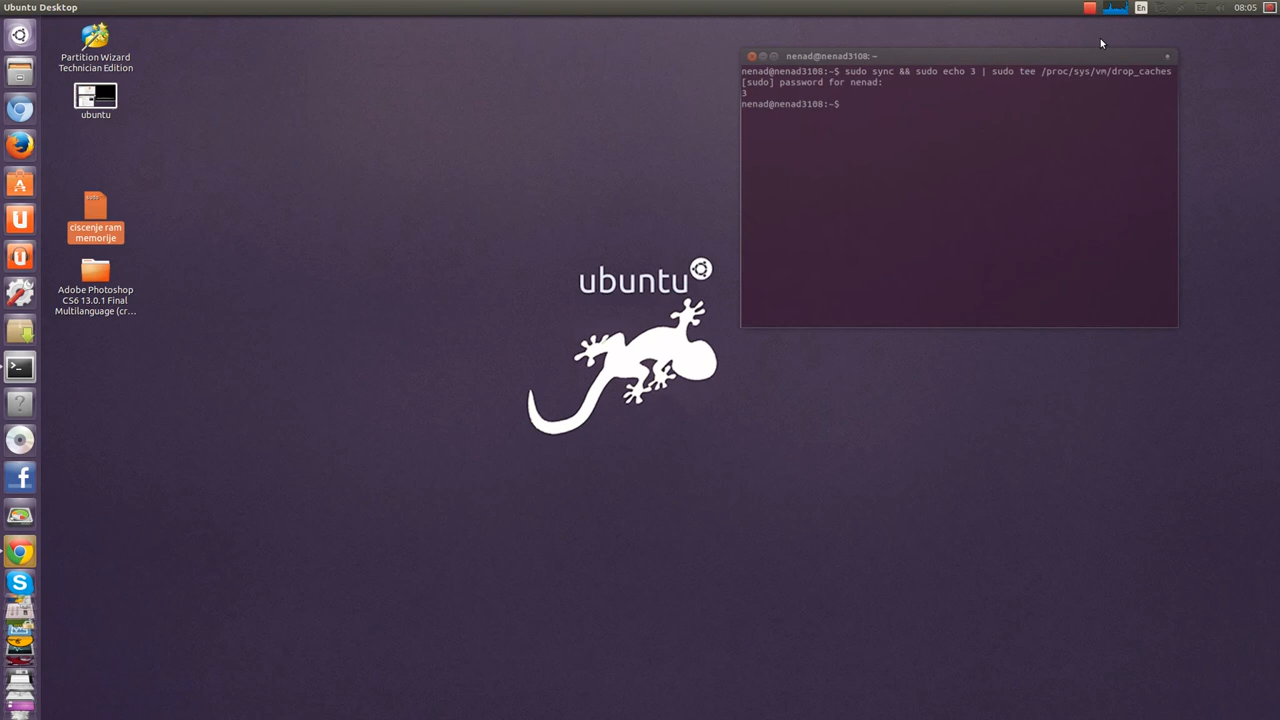 Ubuntu Desktop
En
08:05
Partition Wizard
Technician Edition
ubuntu
sudo
ciscenje ram
memorije
Adobe Photoshop
CS6 13.0.1 Final
Multilanguage (cr...
nenad@nenad3108: ~
nenad@nenad3108:~$ sudo sync && sudo echo 3 | sudo tee /proc/sys/vm/drop_caches
[sudo] password for nenad:
3
nenad@nenad3108:~$
ubuntu